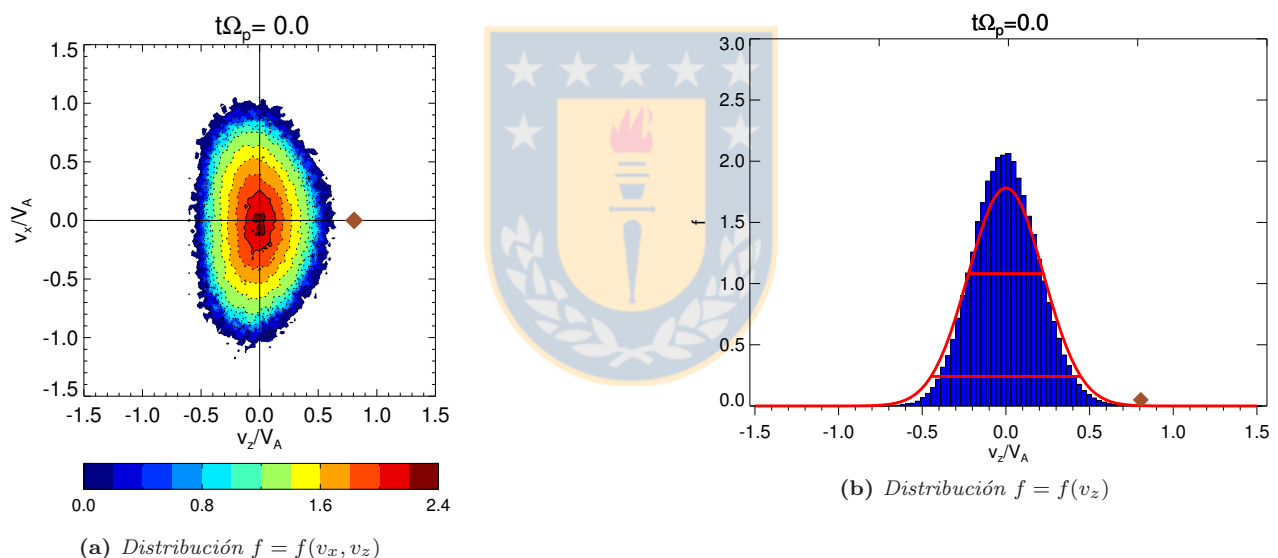 tΩp= 0.0
1.5
1.0
0.5
0.0
-0.5
-1.0
-1.5
vx/VA
-1.5 -1.0 -0.5 0.0 0.5 1.0 1.5
vz/VA
0.0 0.8 1.6 2.4
(a) Distribución f = f(vx, vz)
tΩp=0.0
3.0
2.5
2.0
1.5
1.0
0.5
0.0
f
-1.5 -1.0 -0.5 0.0 0.5 1.0 1.5
vz/VA
(b) Distribución f = f(vz)